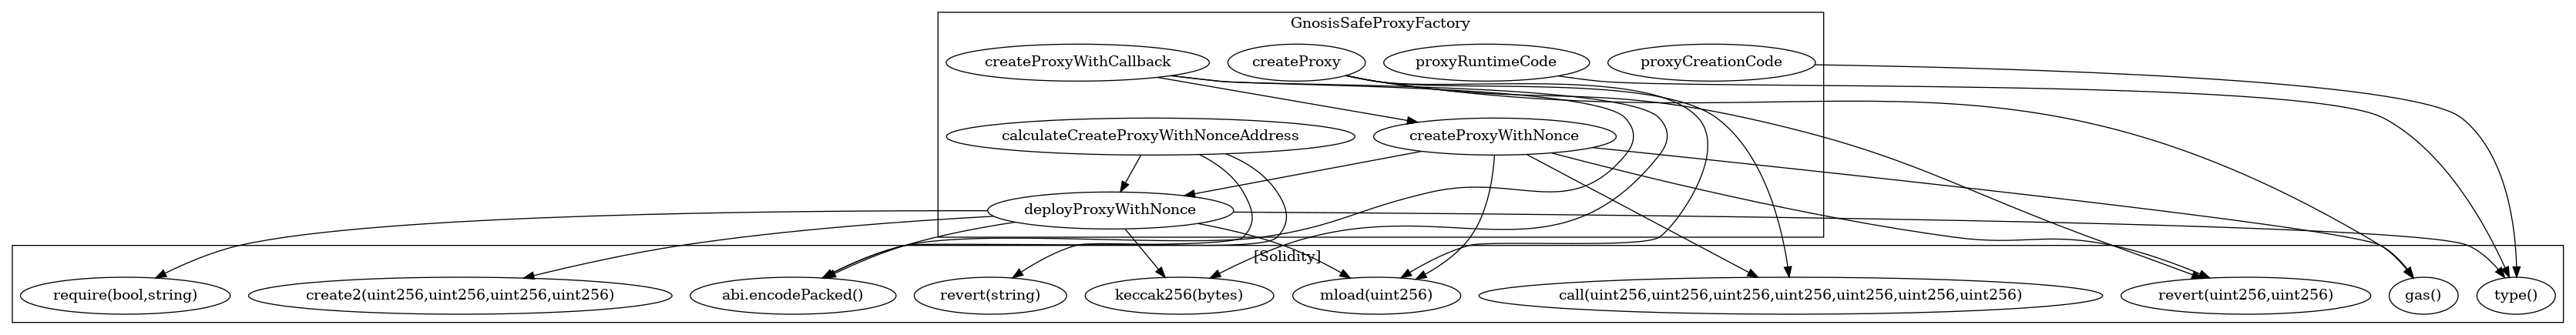 GnosisSafeProxyFactory
createProxyWithCallback
createProxy
proxyRuntimeCode
proxyCreationCode
calculateCreateProxyWithNonceAddress
createProxyWithNonce
deployProxyWithNonce
[Solidity]
require(bool,string)
create2(uint256,uint256,uint256,uint256)
abi.encodePacked()
revert(string)
keccak256(bytes)
mload(uint256)
call(uint256,uint256,uint256,uint256,uint256,uint256,uint256)
revert(uint256,uint256)
gas()
type()